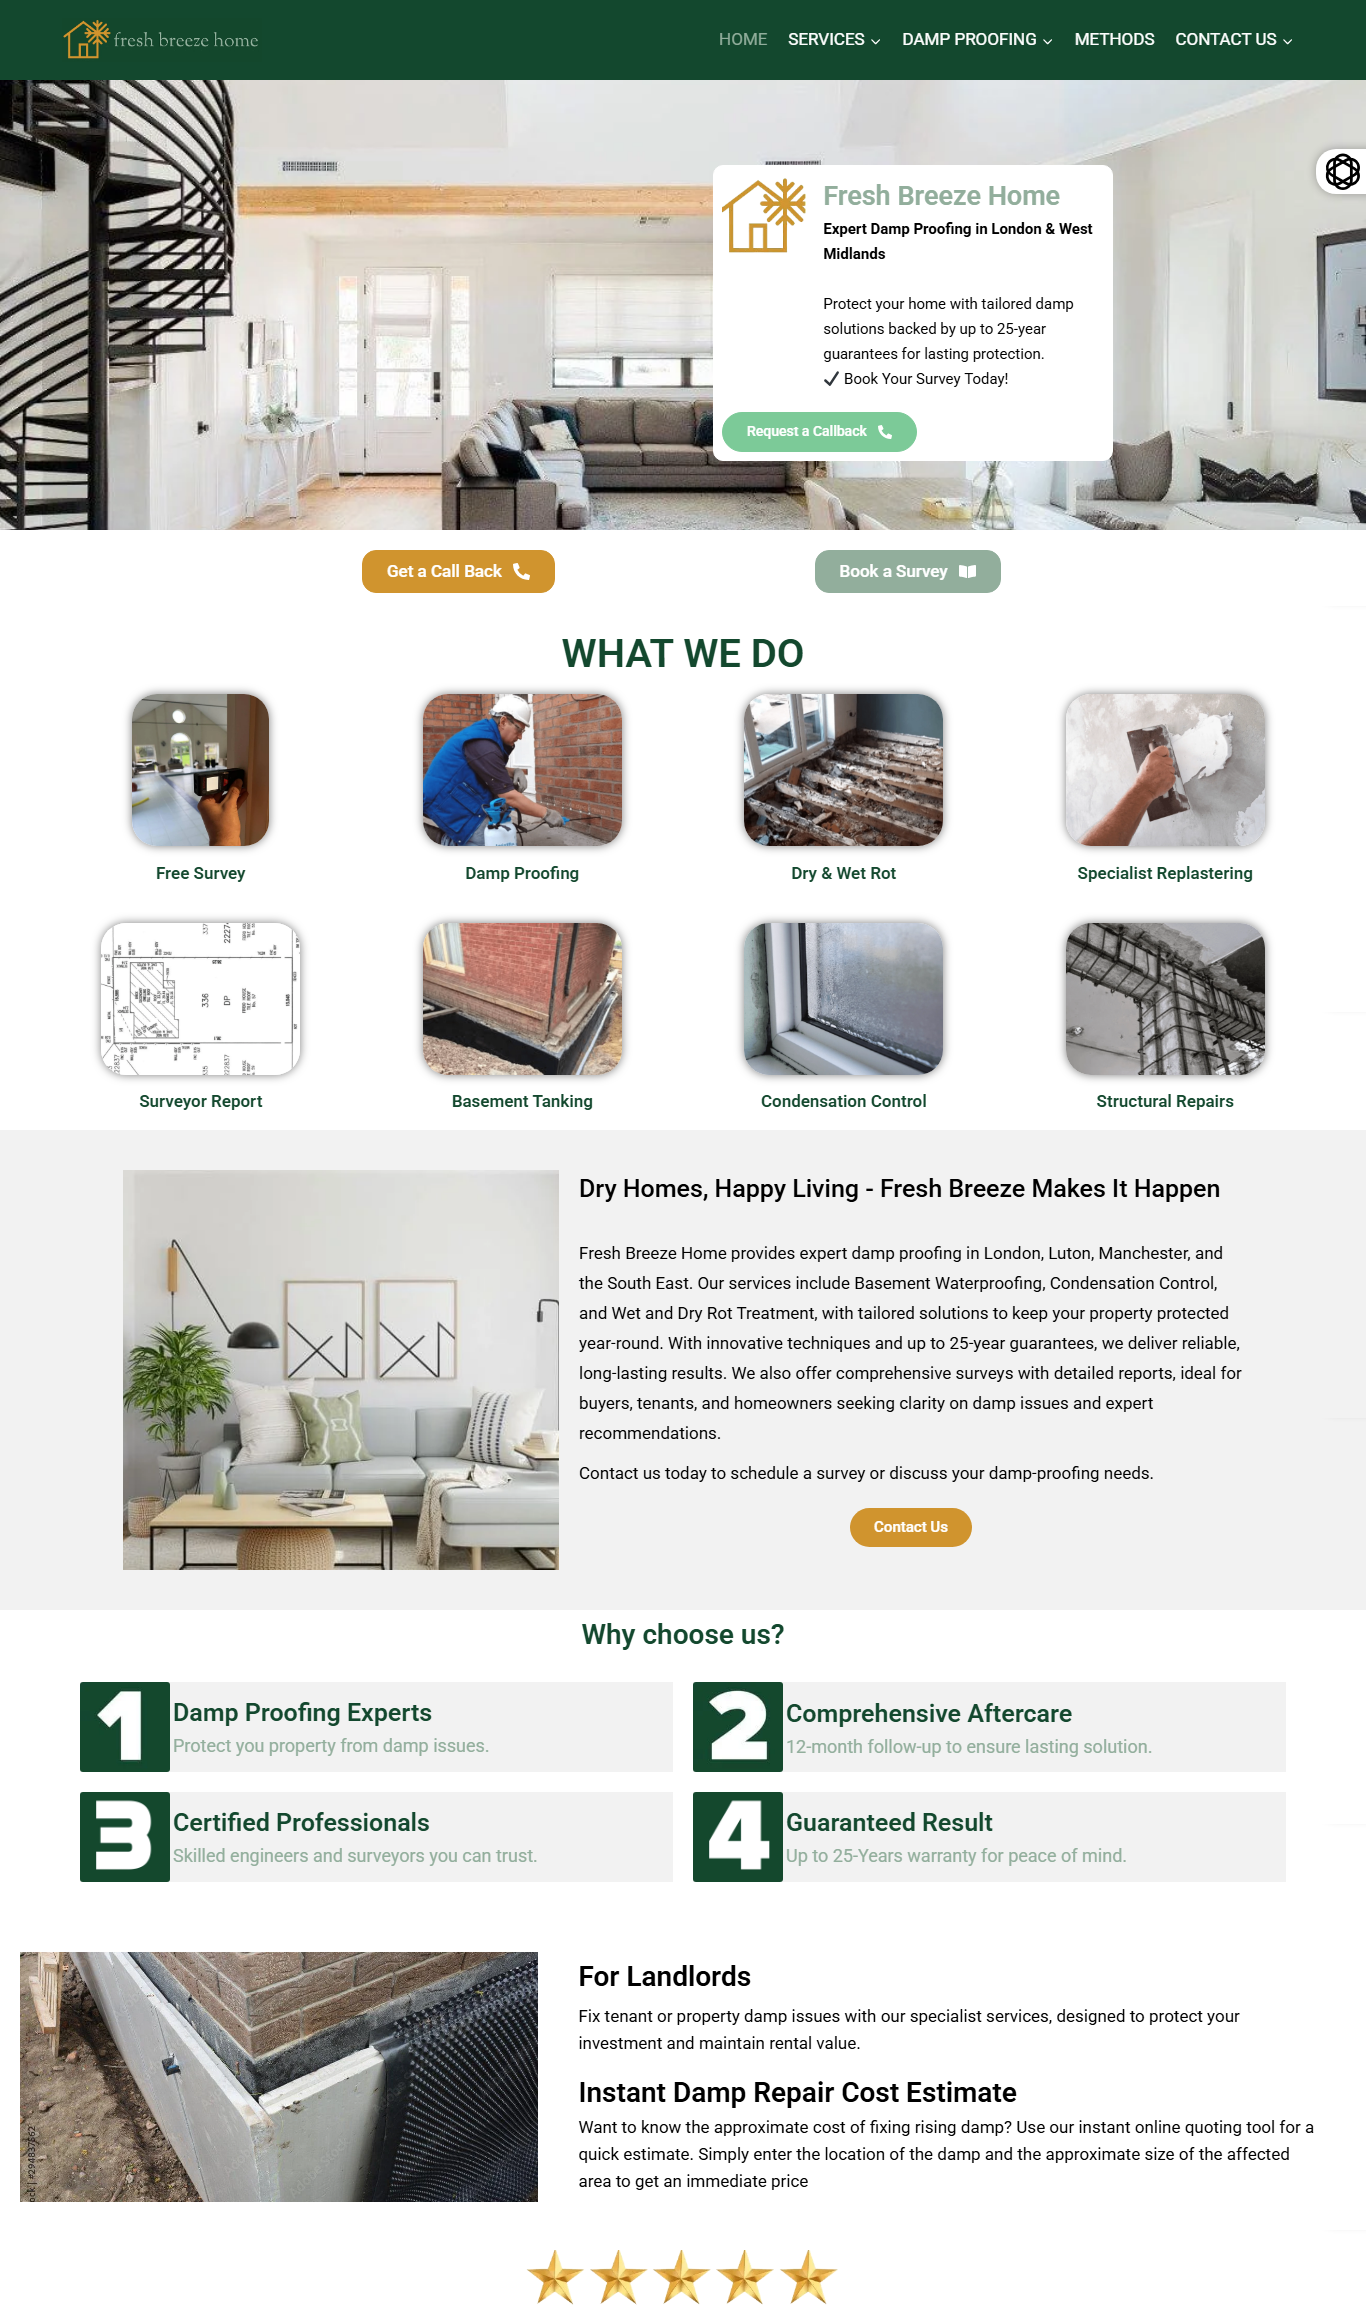 fresh breeze home
HOME
SERVICES
DAMP PROOFING
METHODS
CONTACT US
Fresh Breeze Home
Expert Damp Proofing in London & West
Midlands
Protect your home with tailored damp
solutions backed by up to 25-year
guarantees for lasting protection.
✓ Book Your Survey Today!
Request a Callback
Get a Call Back
Book a Survey
WHAT WE DO
Free Survey
Damp Proofing
Dry & Wet Rot
Specialist Replastering
337
336
DP
335
222837
Surveyor Report
Basement Tanking
Condensation Control
Structural Repairs
Dry Homes, Happy Living - Fresh Breeze Makes It Happen
Fresh Breeze Home provides expert damp proofing in London, Luton, Manchester, and
the South East. Our services include Basement Waterproofing, Condensation Control,
and Wet and Dry Rot Treatment, with tailored solutions to keep your property protected
year-round. With innovative techniques and up to 25-year guarantees, we deliver reliable,
long-lasting results. We also offer comprehensive surveys with detailed reports, ideal for
buyers, tenants, and homeowners seeking clarity on damp issues and expert
recommendations.
Contact us today to schedule a survey or discuss your damp-proofing needs.
Contact Us
Why choose us?
1
Damp Proofing Experts
Protect you property from damp issues.
2
Comprehensive Aftercare
12-month follow-up to ensure lasting solution.
3
Certified Professionals
Skilled engineers and surveyors you can trust.
4
Guaranteed Result
Up to 25-Years warranty for peace of mind.
For Landlords
Fix tenant or property damp issues with our specialist services, designed to protect your
investment and maintain rental value.
Instant Damp Repair Cost Estimate
Want to know the approximate cost of fixing rising damp? Use our instant online quoting tool for a
quick estimate. Simply enter the location of the damp and the approximate size of the affected
area to get an immediate price